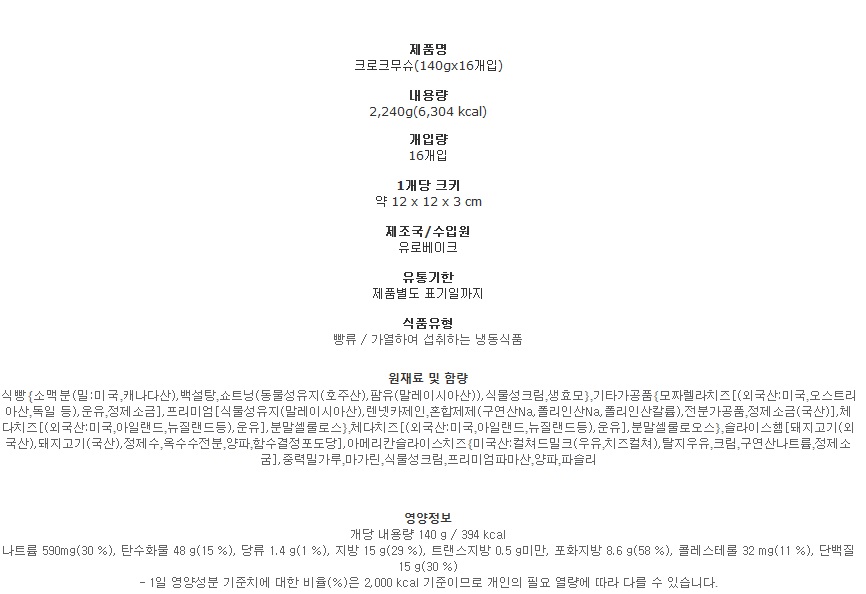 제품명
크로크무슈(140gx16개입)
내용량
2,240g(6,304 kcal)
개입량
16개입
1개당 크키
약 12 x 12 x 3 cm
제조국/수입원
유로베이크
유통기한
제품별도 표기일까지
식품유형
빵류 / 가열하여 섭취하는 냉동식품
원재료 및 함량
식빵{소맥분(밀:미국,캐나다산),백설탕,쇼트닝(동물성유지(호주산),팜유(말레이시아산)),식물성크림,생효모},기타가공품{모짜렐라치즈[(외국산:미국,오스트리
아산,독일 등),운유,정제소금],프리미엄[식물성유지(말레이시아산),렌넷카제인,혼합제제(구연산Na,폴리인산Na,폴리인산칼륨),전분가공품,정제소금(국산)],체
다치즈[(외국산:미국,아일랜드,뉴질랜드등),운유],분말셀룰로스},체다치즈[(외국산:미국,아일랜드,뉴질랜드등),운유],분말셀룰로오스},슬라이스햄[돼지고기(외
국산),돼지고기(국산),정제수,옥수수전분,양파,함수결정포도당],아메리칸슬라이스치즈{미국산:컬쳐드밀크(우유,치즈컬쳐),탈지우유,크림,구연산나트륨,정제소
금],중력밀가루,마가린,식물성크림,프리미엄파마산,양파,파슬리
영양정보
개당 내용량 140 g / 394 kcal
나트륨 590mg(30 %), 탄수화물 48 g(15 %), 당류 1.4 g(1 %), 지방 15 g(29 %), 트랜스지방 0.5 g미만, 포화지방 8.6 g(58 %), 콜레스테롤 32 mg(11 %), 단백질
15 g(30 %)
- 1일 영양성분 기준치에 대한 비율(%)은 2,000 kcal 기준이므로 개인의 필요 열량에 따라 다를 수 있습니다.